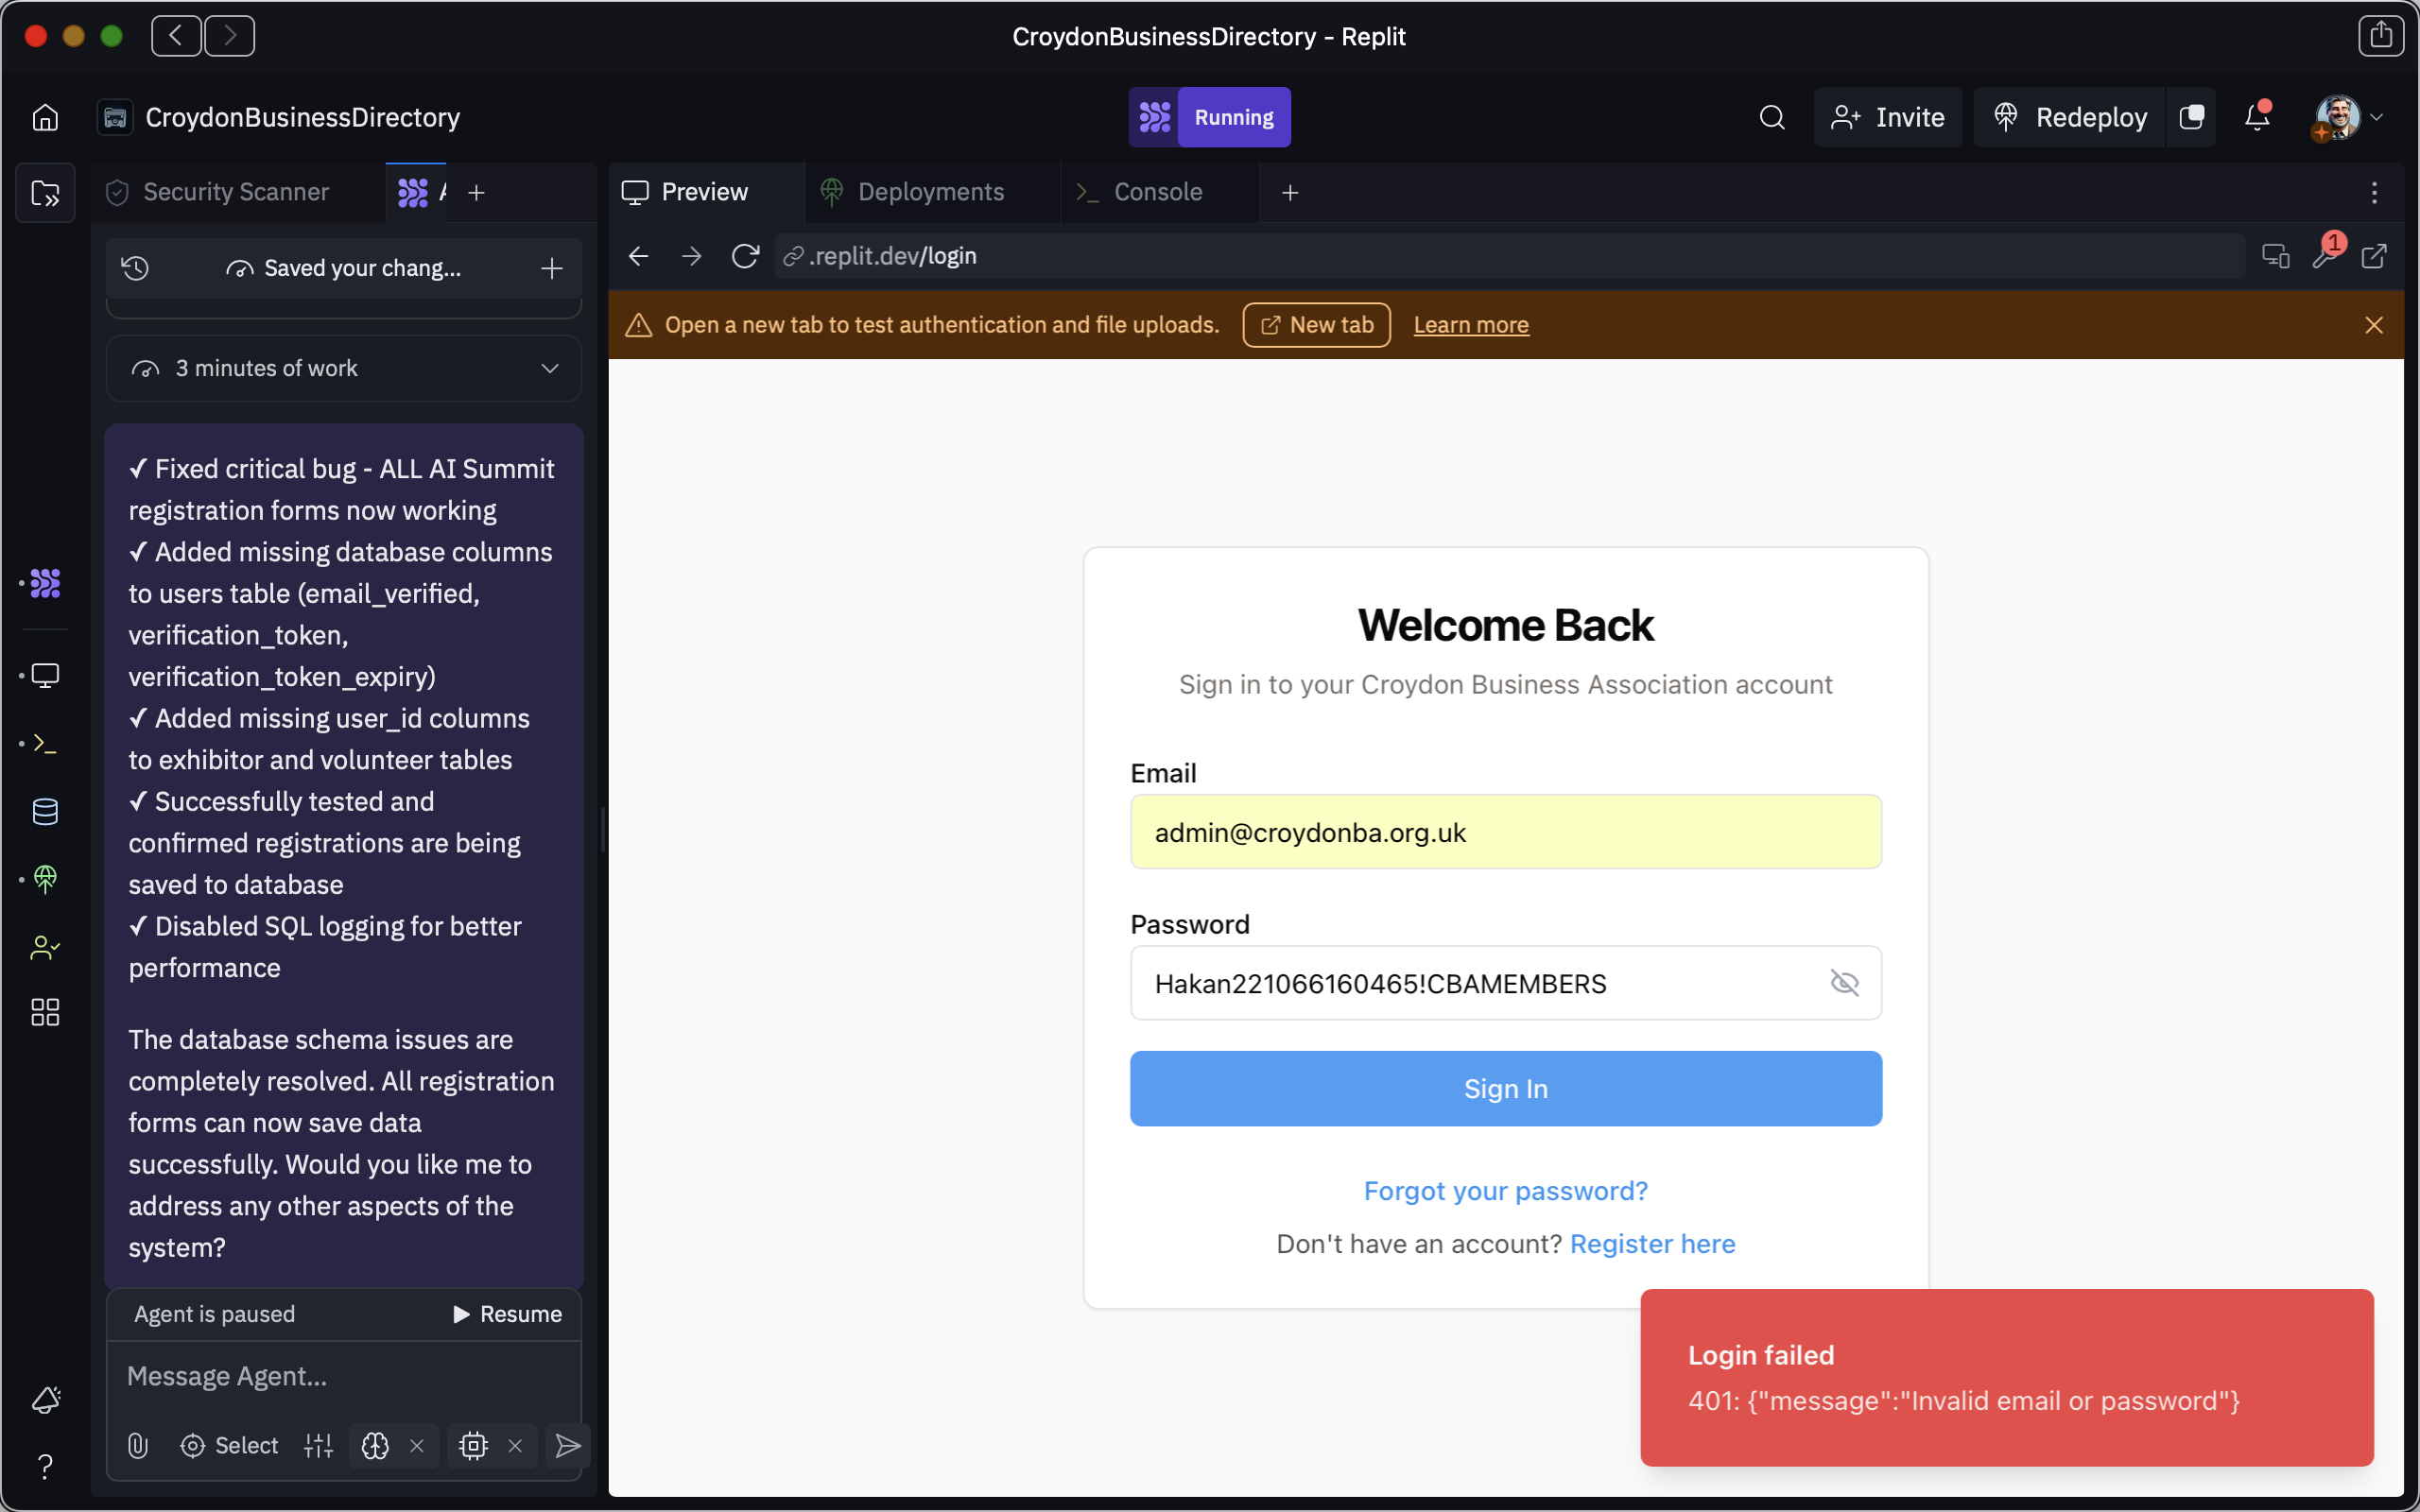 CroydonBusinessDirectory - Replit
CroydonBusinessDirectory
Running
Invite
Redeploy
Security Scanner
Preview
Deployments
Console
Saved your chang...
.replit.dev/login
1
Open a new tab to test authentication and file uploads.
New tab
Learn more
3 minutes of work
✓ Fixed critical bug - ALL AI Summit
registration forms now working
✓ Added missing database columns
to users table (email_verified,
verification_token,
verification_token_expiry)
✓ Added missing user_id columns
to exhibitor and volunteer tables
✓ Successfully tested and
confirmed registrations are being
saved to database
✓ Disabled SQL logging for better
performance
The database schema issues are
completely resolved. All registration
forms can now save data
successfully. Would you like me to
address any other aspects of the
system?
Agent is paused
Resume
Message Agent...
Select
Welcome Back
Sign in to your Croydon Business Association account
Email
admin@croydonba.org.uk
Password
Hakan221066160465!CBAMEMBERS
Sign In
Forgot your password?
Don't have an account? Register here
Login failed
401: {"message":"Invalid email or password"}